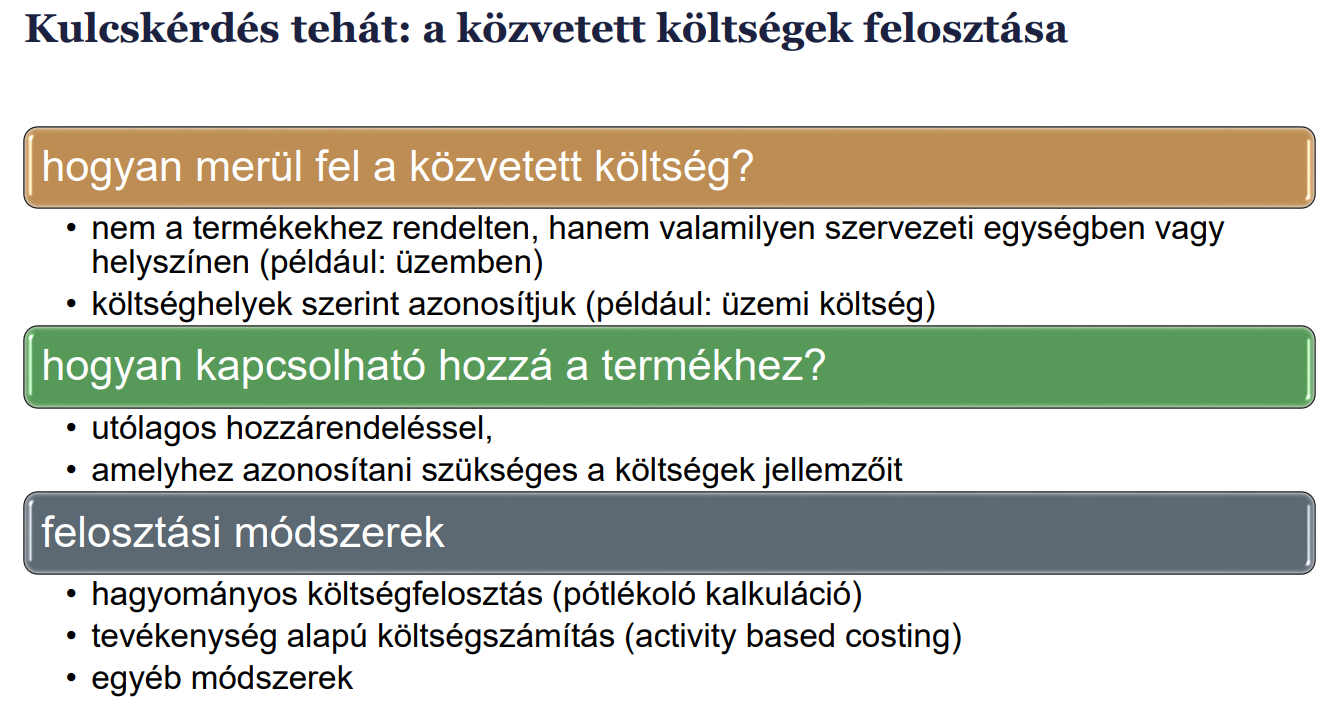 Kulcskérdés tehát: a közvetett költségek felosztása
hogyan merül fel a közvetett költség?
• nem a termékekhez rendelten, hanem valamilyen szervezeti egységben vagy
helyszínen (például: üzemben)
• költséghelyek szerint azonosítjuk (például: üzemi költség)
hogyan kapcsolható hozzá a termékhez?
• utólagos hozzárendeléssel,
• amelyhez azonosítani szükséges a költségek jellemzőit
felosztási módszerek
• hagyományos költségfelosztás (pótlékoló kalkuláció)
• tevékenység alapú költségszámítás (activity based costing)
• egyéb módszerek